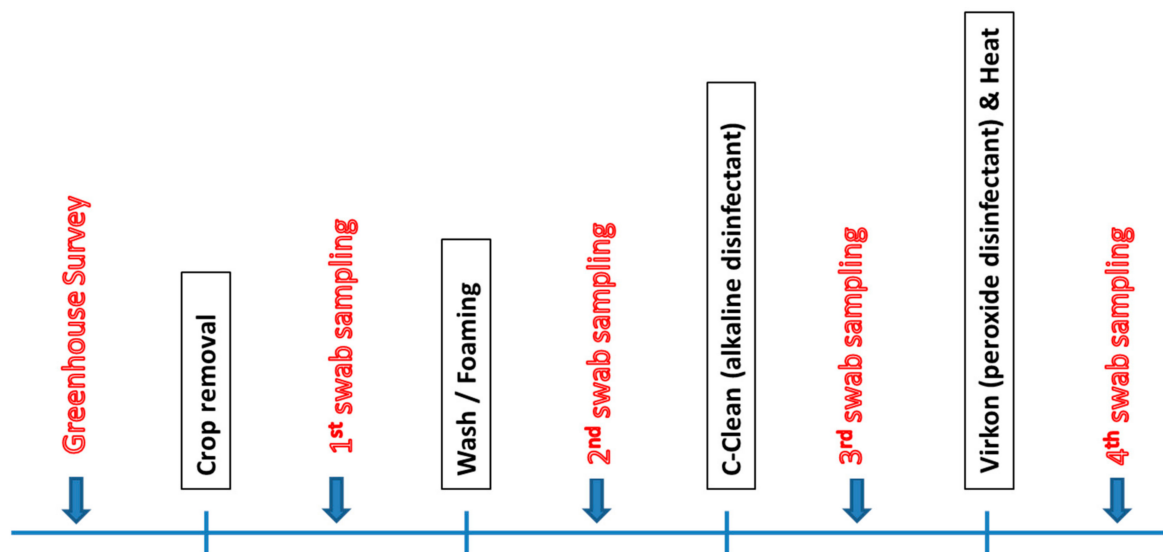 Greenhouse Survey
Crop removal
1st swab sampling
Wash / Foaming
2nd swab sampling
C-Clean (alkaline disinfectant)
3rd swab sampling
Virkon (peroxide disinfectant) & Heat
4th swab sampling